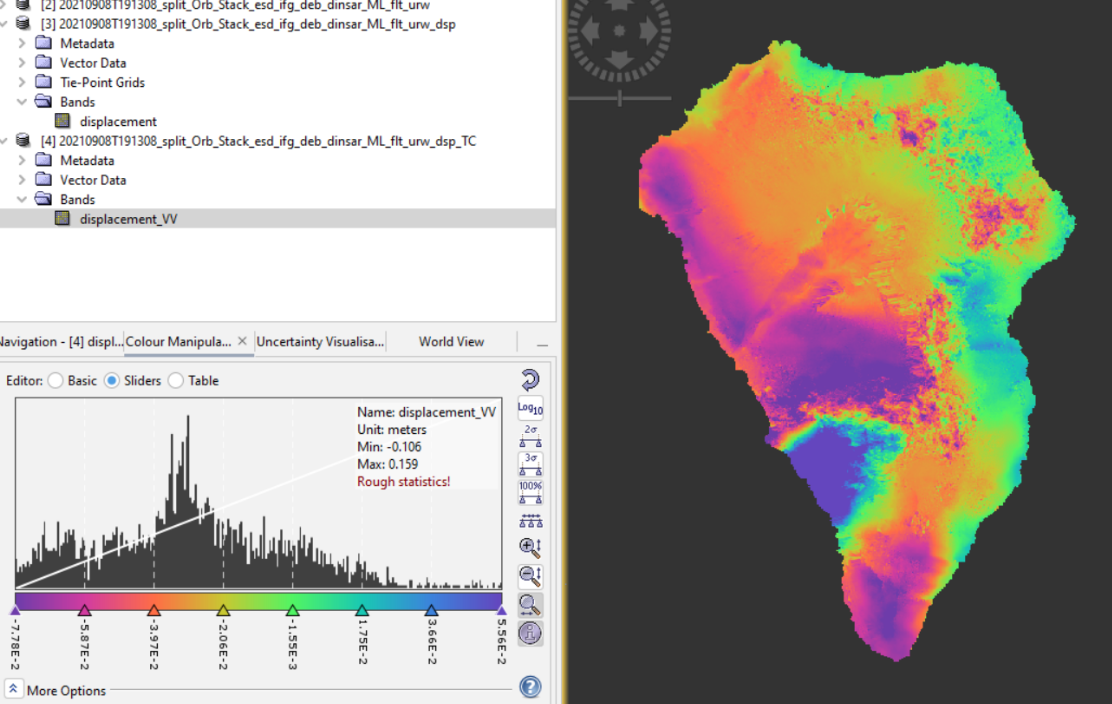 [2] 20210908T191308_split_Orb_Stack_esd_ifg_deb_dinsar_ML_flt_urw
[3] 20210908T191308_split_Orb_Stack_esd_ifg_deb_dinsar_ML_flt_urw_dsp
Metadata
Vector Data
Tie-Point Grids
Bands
displacement
[4] 20210908T191308_split_Orb_Stack_esd_ifg_deb_dinsar_ML_flt_urw_dsp_TC
Metadata
Vector Data
Bands
displacement_VV
Navigation - [4] displ... Colour Manipula... × Uncertainty Visualisa... World View
Editor: Basic Sliders Table
Name: displacement_VV
Unit: meters
Min: -0.106
Max: 0.159
Rough statistics!
Log10
2σ
3σ
100%
-7.78E-2 -5.87E-2 -3.97E-2 -2.06E-2 -1.55E-3 1.75E-2 3.66E-2 5.56E-2
More Options